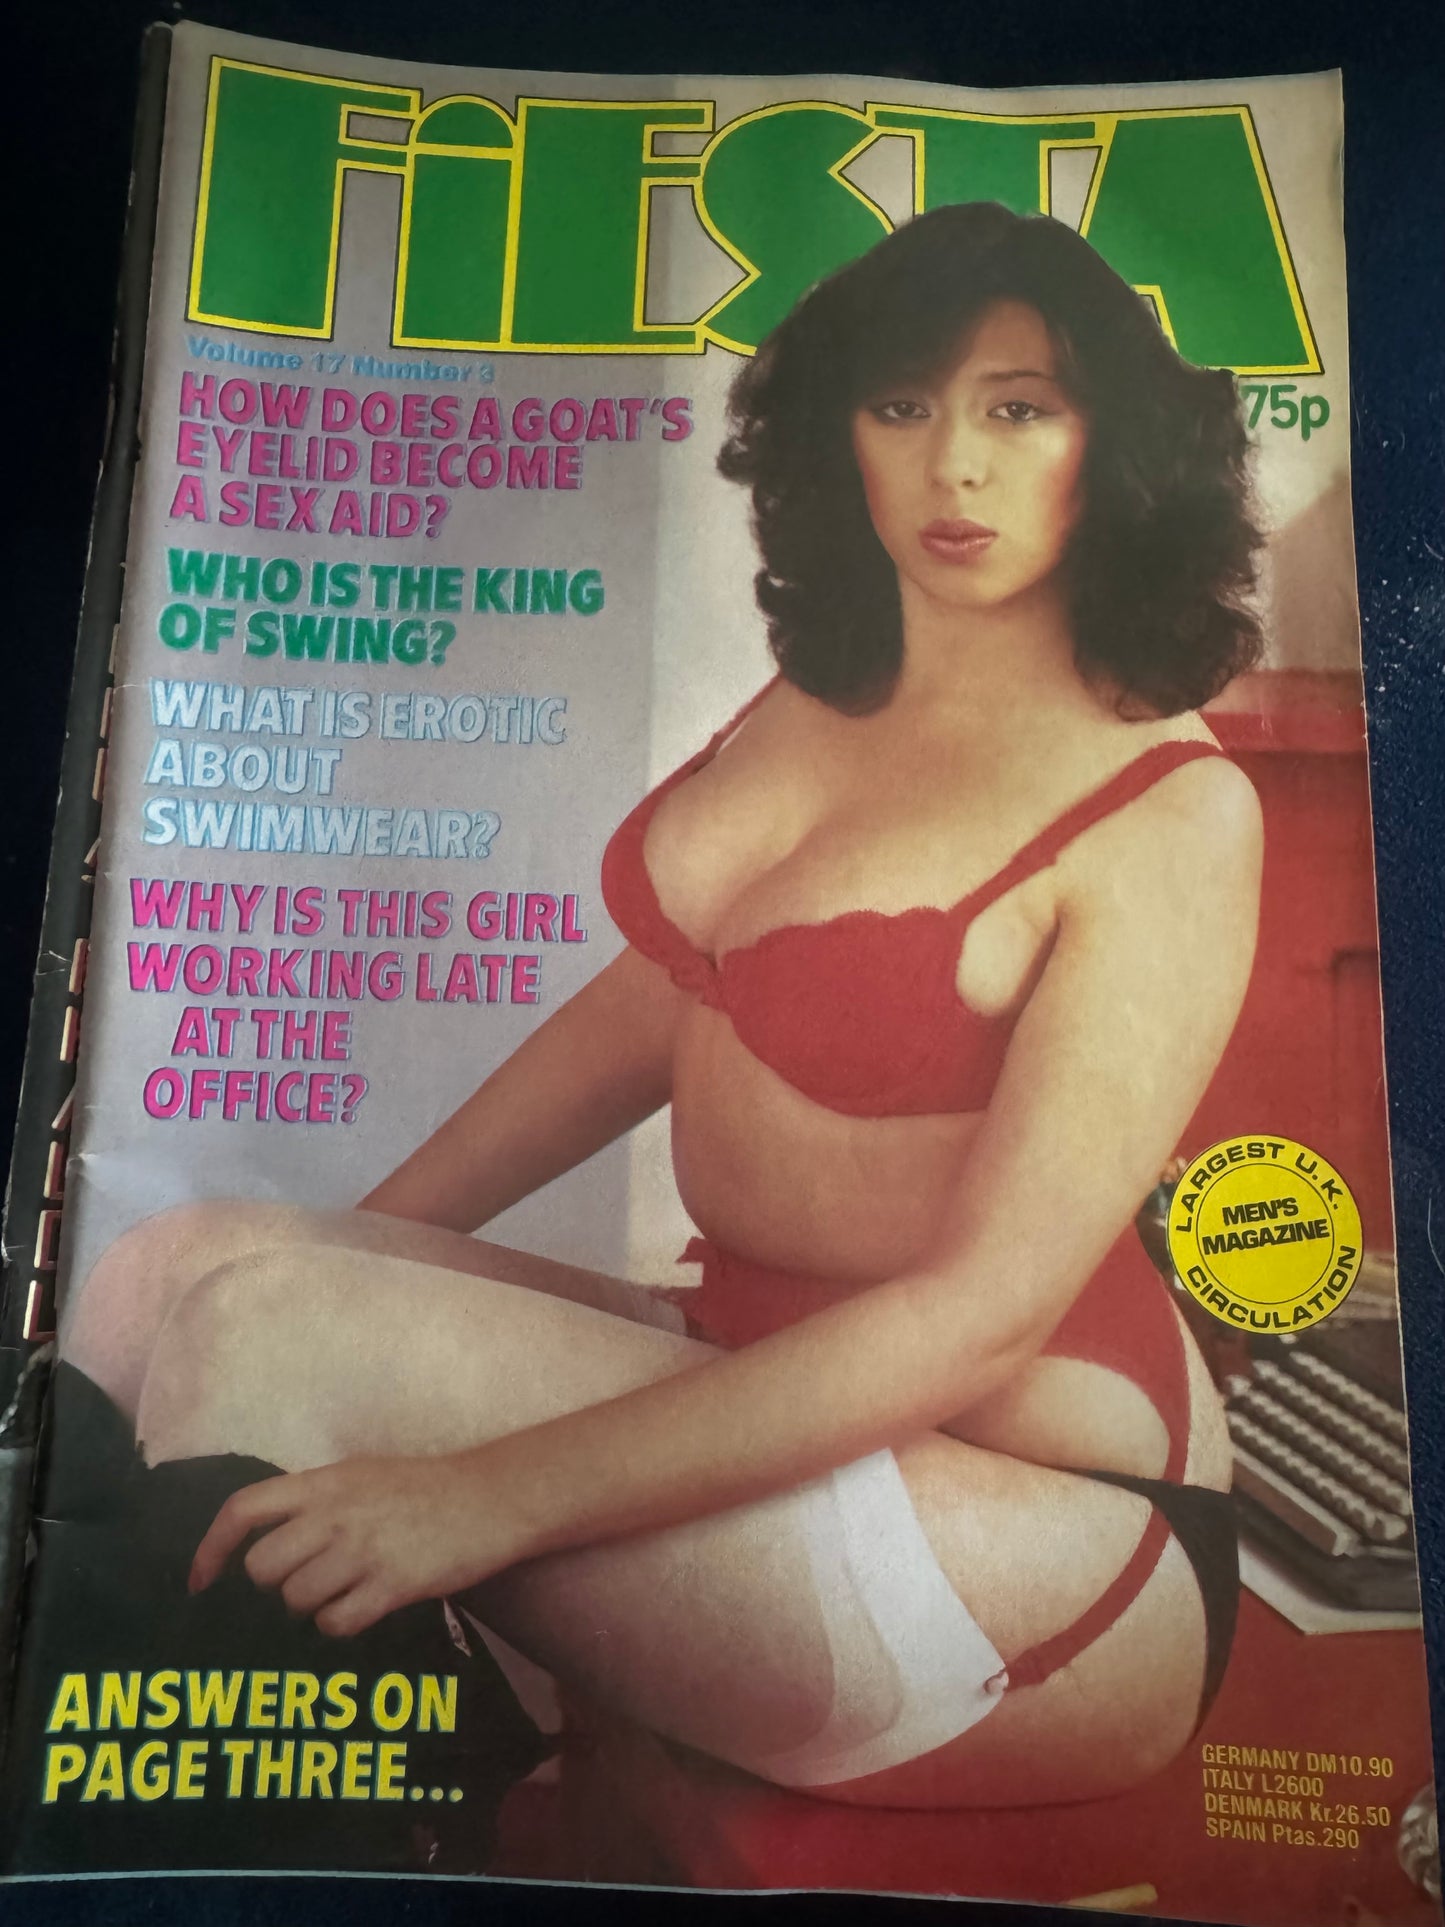 FiESTA
Volume 17 Number 3
75p
HOW DOES A GOAT'S
EYELID BECOME
A SEX AID?
WHO IS THE KING
OF SWING?
WHAT IS EROTIC
ABOUT
SWIMWEAR?
WHY IS THIS GIRL
WORKING LATE
AT THE
OFFICE?
LARGEST U.K.
MEN'S
MAGAZINE
CIRCULATION
ANSWERS ON
PAGE THREE...
GERMANY DM10.90
ITALY L2600
DENMARK Kr.26.50
SPAIN Ptas.290